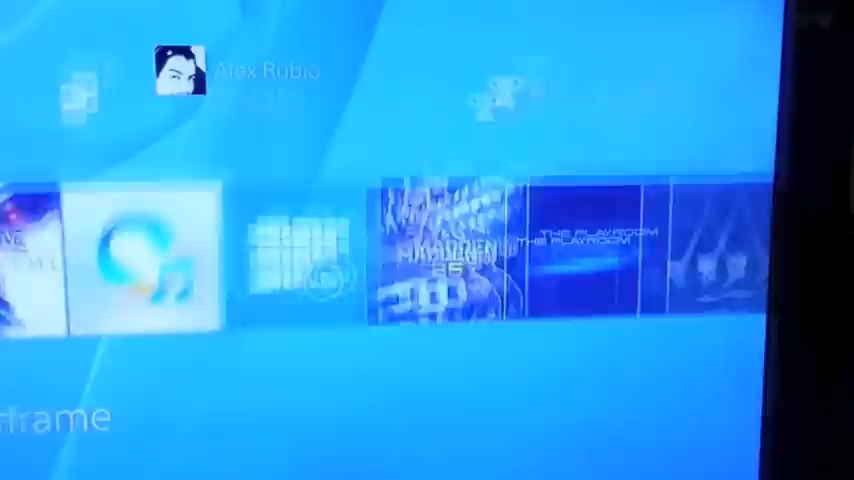 Alex Rubio
MADDEN
25
THE PLAYROOM
THE PLAYROOM
rframe